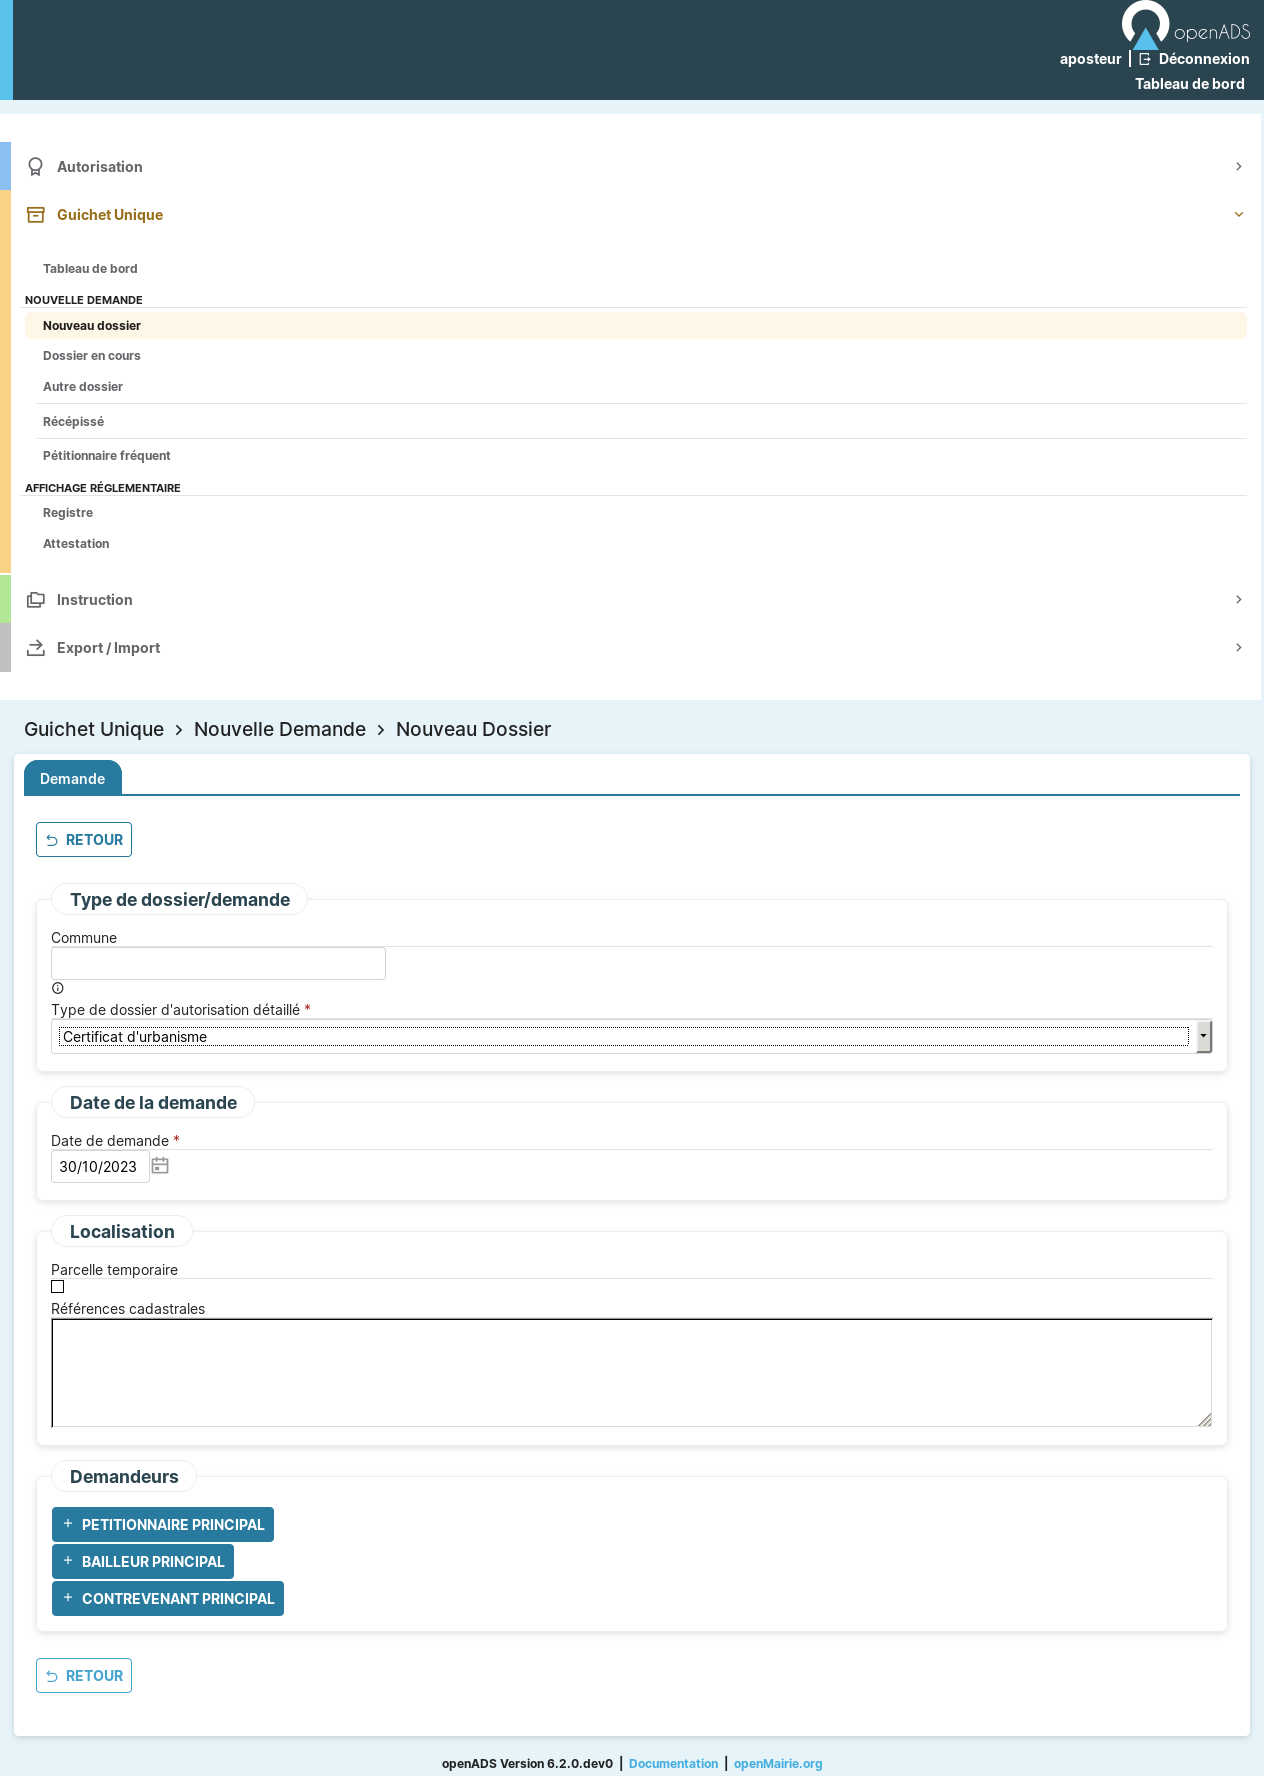 openADS
aposteur | Déconnexion
Tableau de bord
Autorisation
Guichet Unique
Tableau de bord
NOUVELLE DEMANDE
Nouveau dossier
Dossier en cours
Autre dossier
Récépissé
Pétitionnaire fréquent
AFFICHAGE RÉGLEMENTAIRE
Registre
Attestation
Instruction
Export / Import
Guichet Unique > Nouvelle Demande > Nouveau Dossier
Demande
RETOUR
Type de dossier/demande
Commune
Type de dossier d'autorisation détaillé *
Certificat d'urbanisme
Date de la demande
Date de demande *
30/10/2023
Localisation
Parcelle temporaire
Références cadastrales
Demandeurs
+ PETITIONNAIRE PRINCIPAL
+ BAILLEUR PRINCIPAL
+ CONTREVENANT PRINCIPAL
RETOUR
openADS Version 6.2.0.dev0 | Documentation | openMairie.org